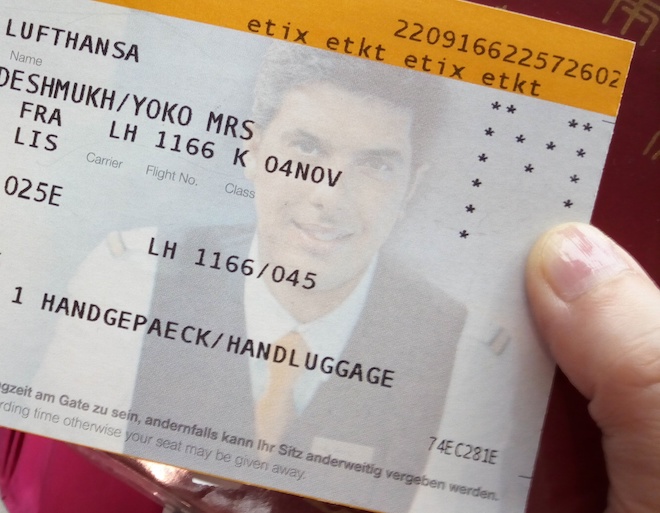 etix etkt etix etkt
220916622572602
LUFTHANSA
Name
DESHMUKH/YOKO MRS
FRA LH 1166 K 04NOV
LIS
Carrier Flight No. Class
025E
LH 1166/045
1 HANDGEPAECK/HANDLUGGAGE
74EC281E
gzeit am Gate zu sein, andernfalls kann Ihr Sitz anderweitig vergeben werden.
rding time otherwise your seat may be given away.